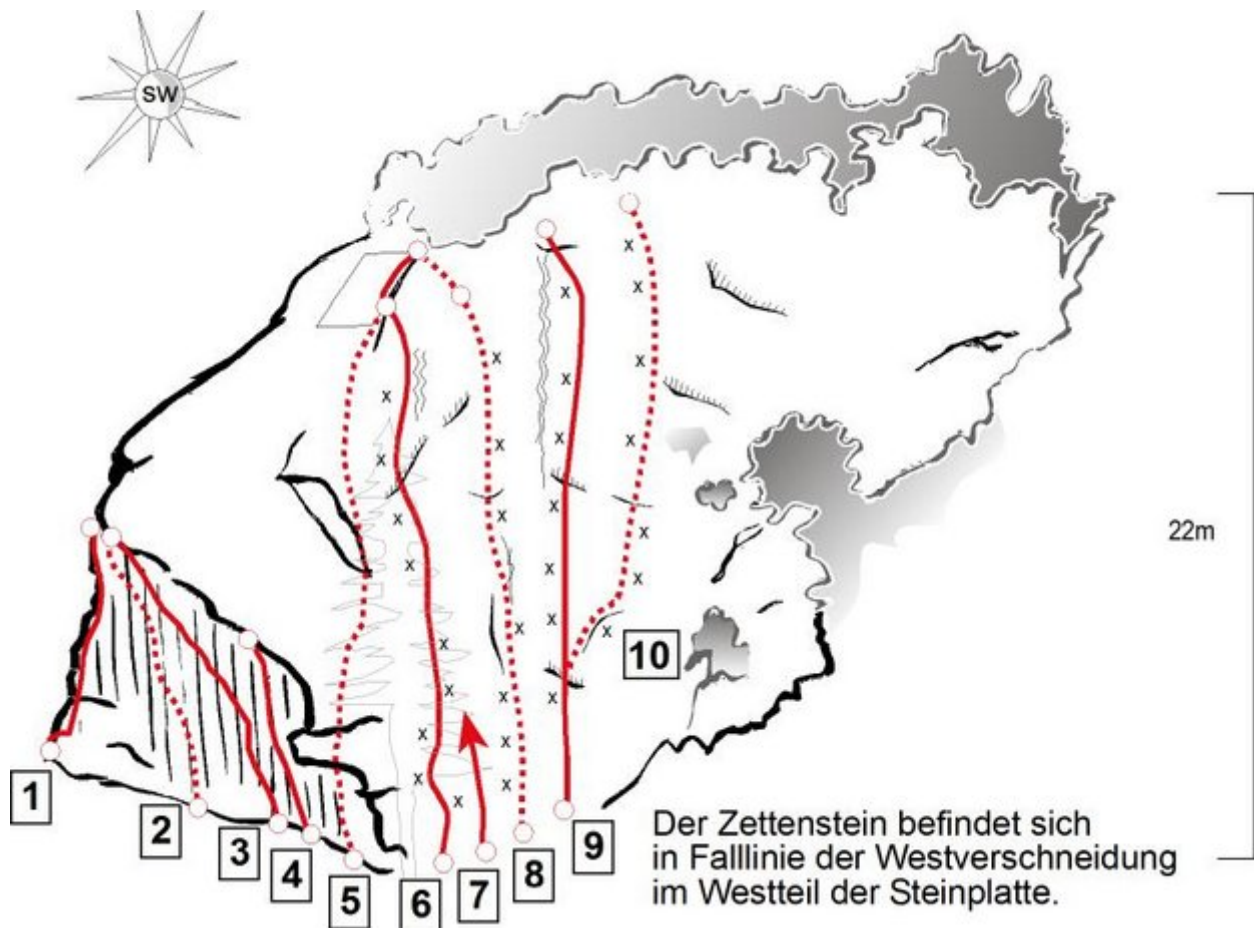 SW
22m
10
1
2
3
4
5
6
7
8
9
Der Zettenstein befindet sich
in Falllinie der Westverschneidung
im Westteil der Steinplatte.